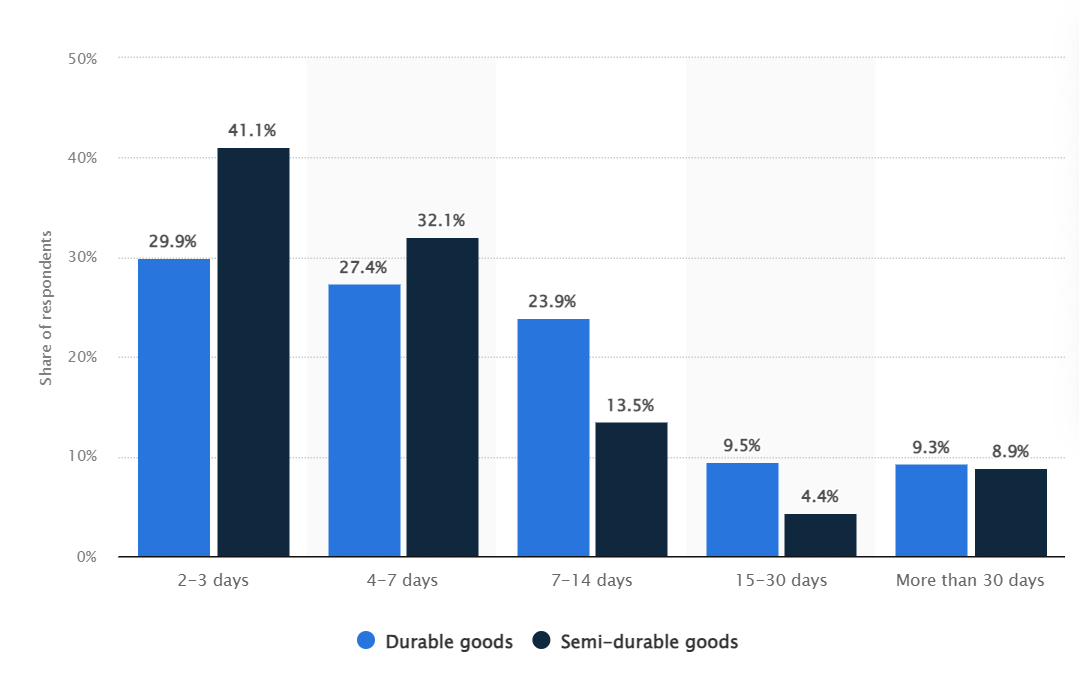 50%
40%
30%
20%
10%
0%
Share of respondents
29.9%
41.1%
27.4%
32.1%
23.9%
13.5%
9.5%
4.4%
9.3%
8.9%
2–3 days
4–7 days
7–14 days
15–30 days
More than 30 days
Durable goods
Semi-durable goods